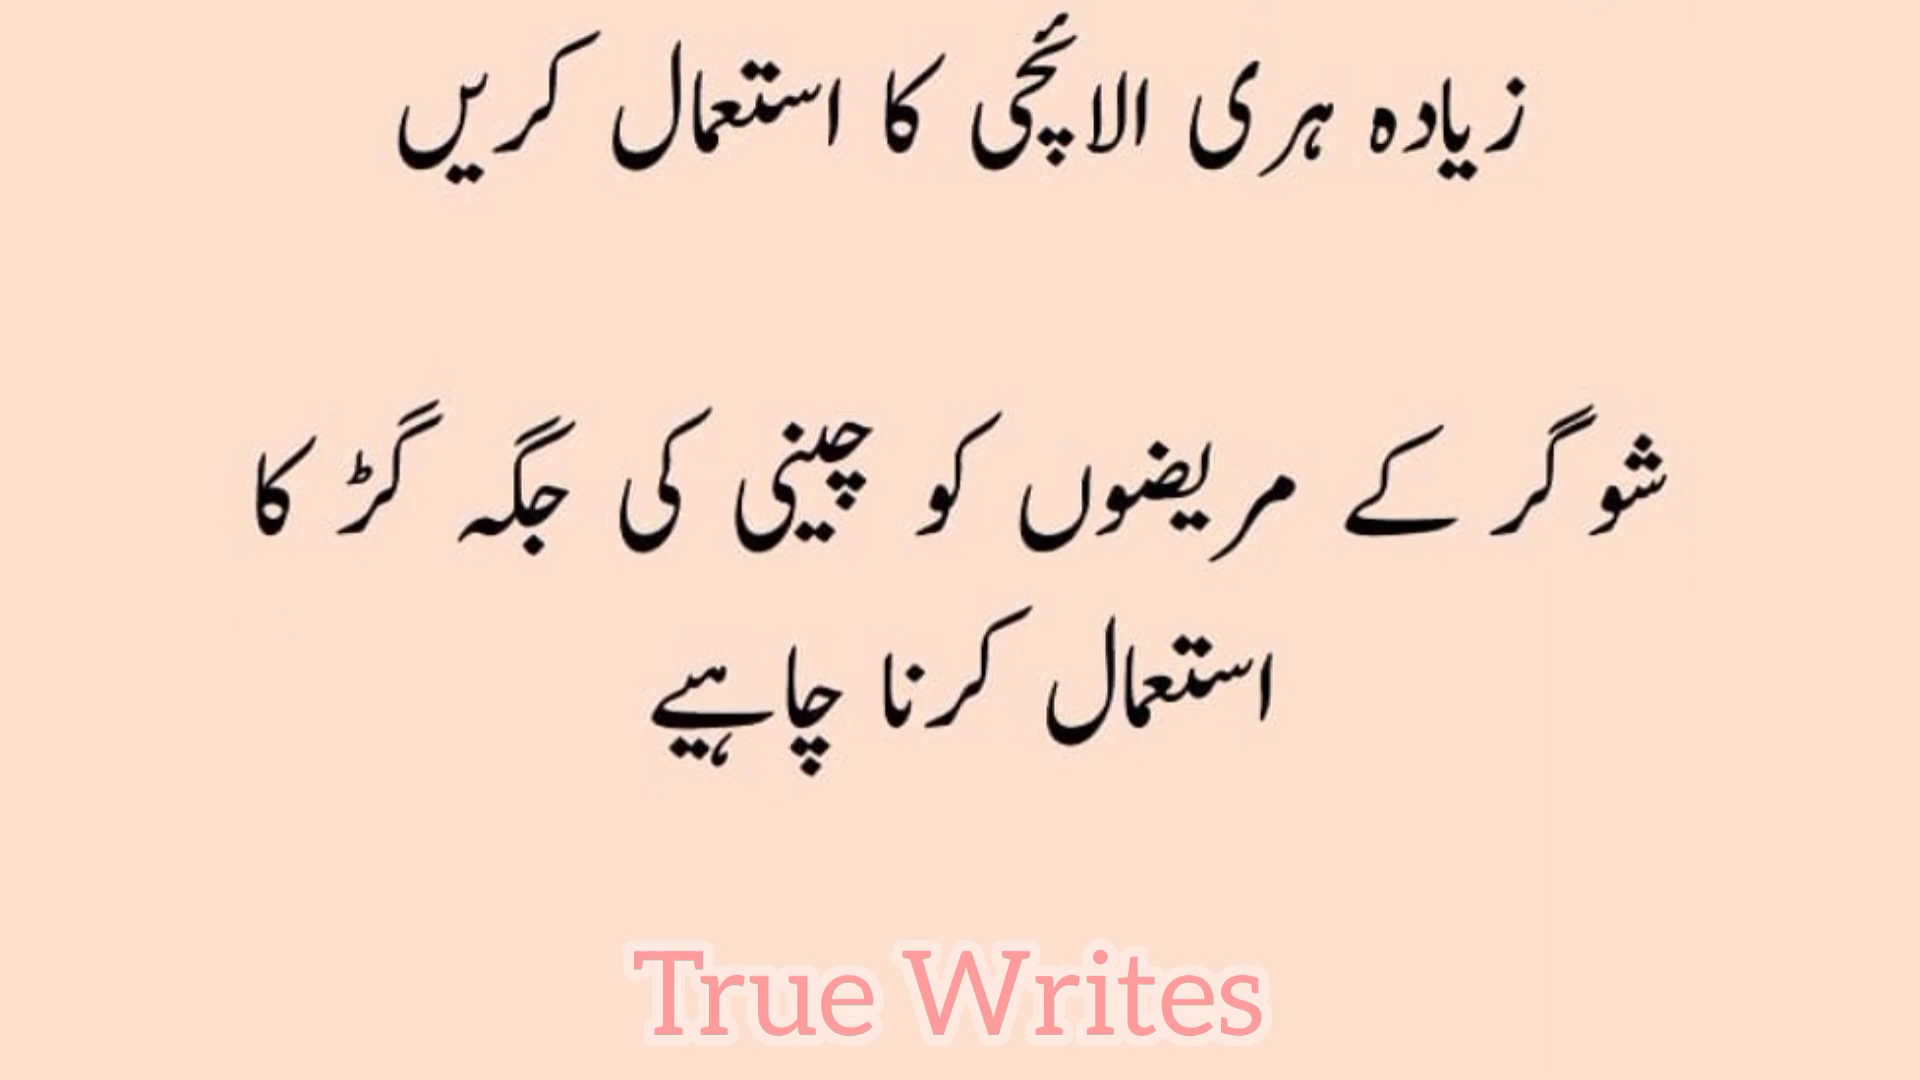 زیادہ ہری الائچی کا استعمال کریں
شوگر کے مریضوں کو چینی کی جگہ گڑ کا
استعمال کرنا چاہیے
True Writes